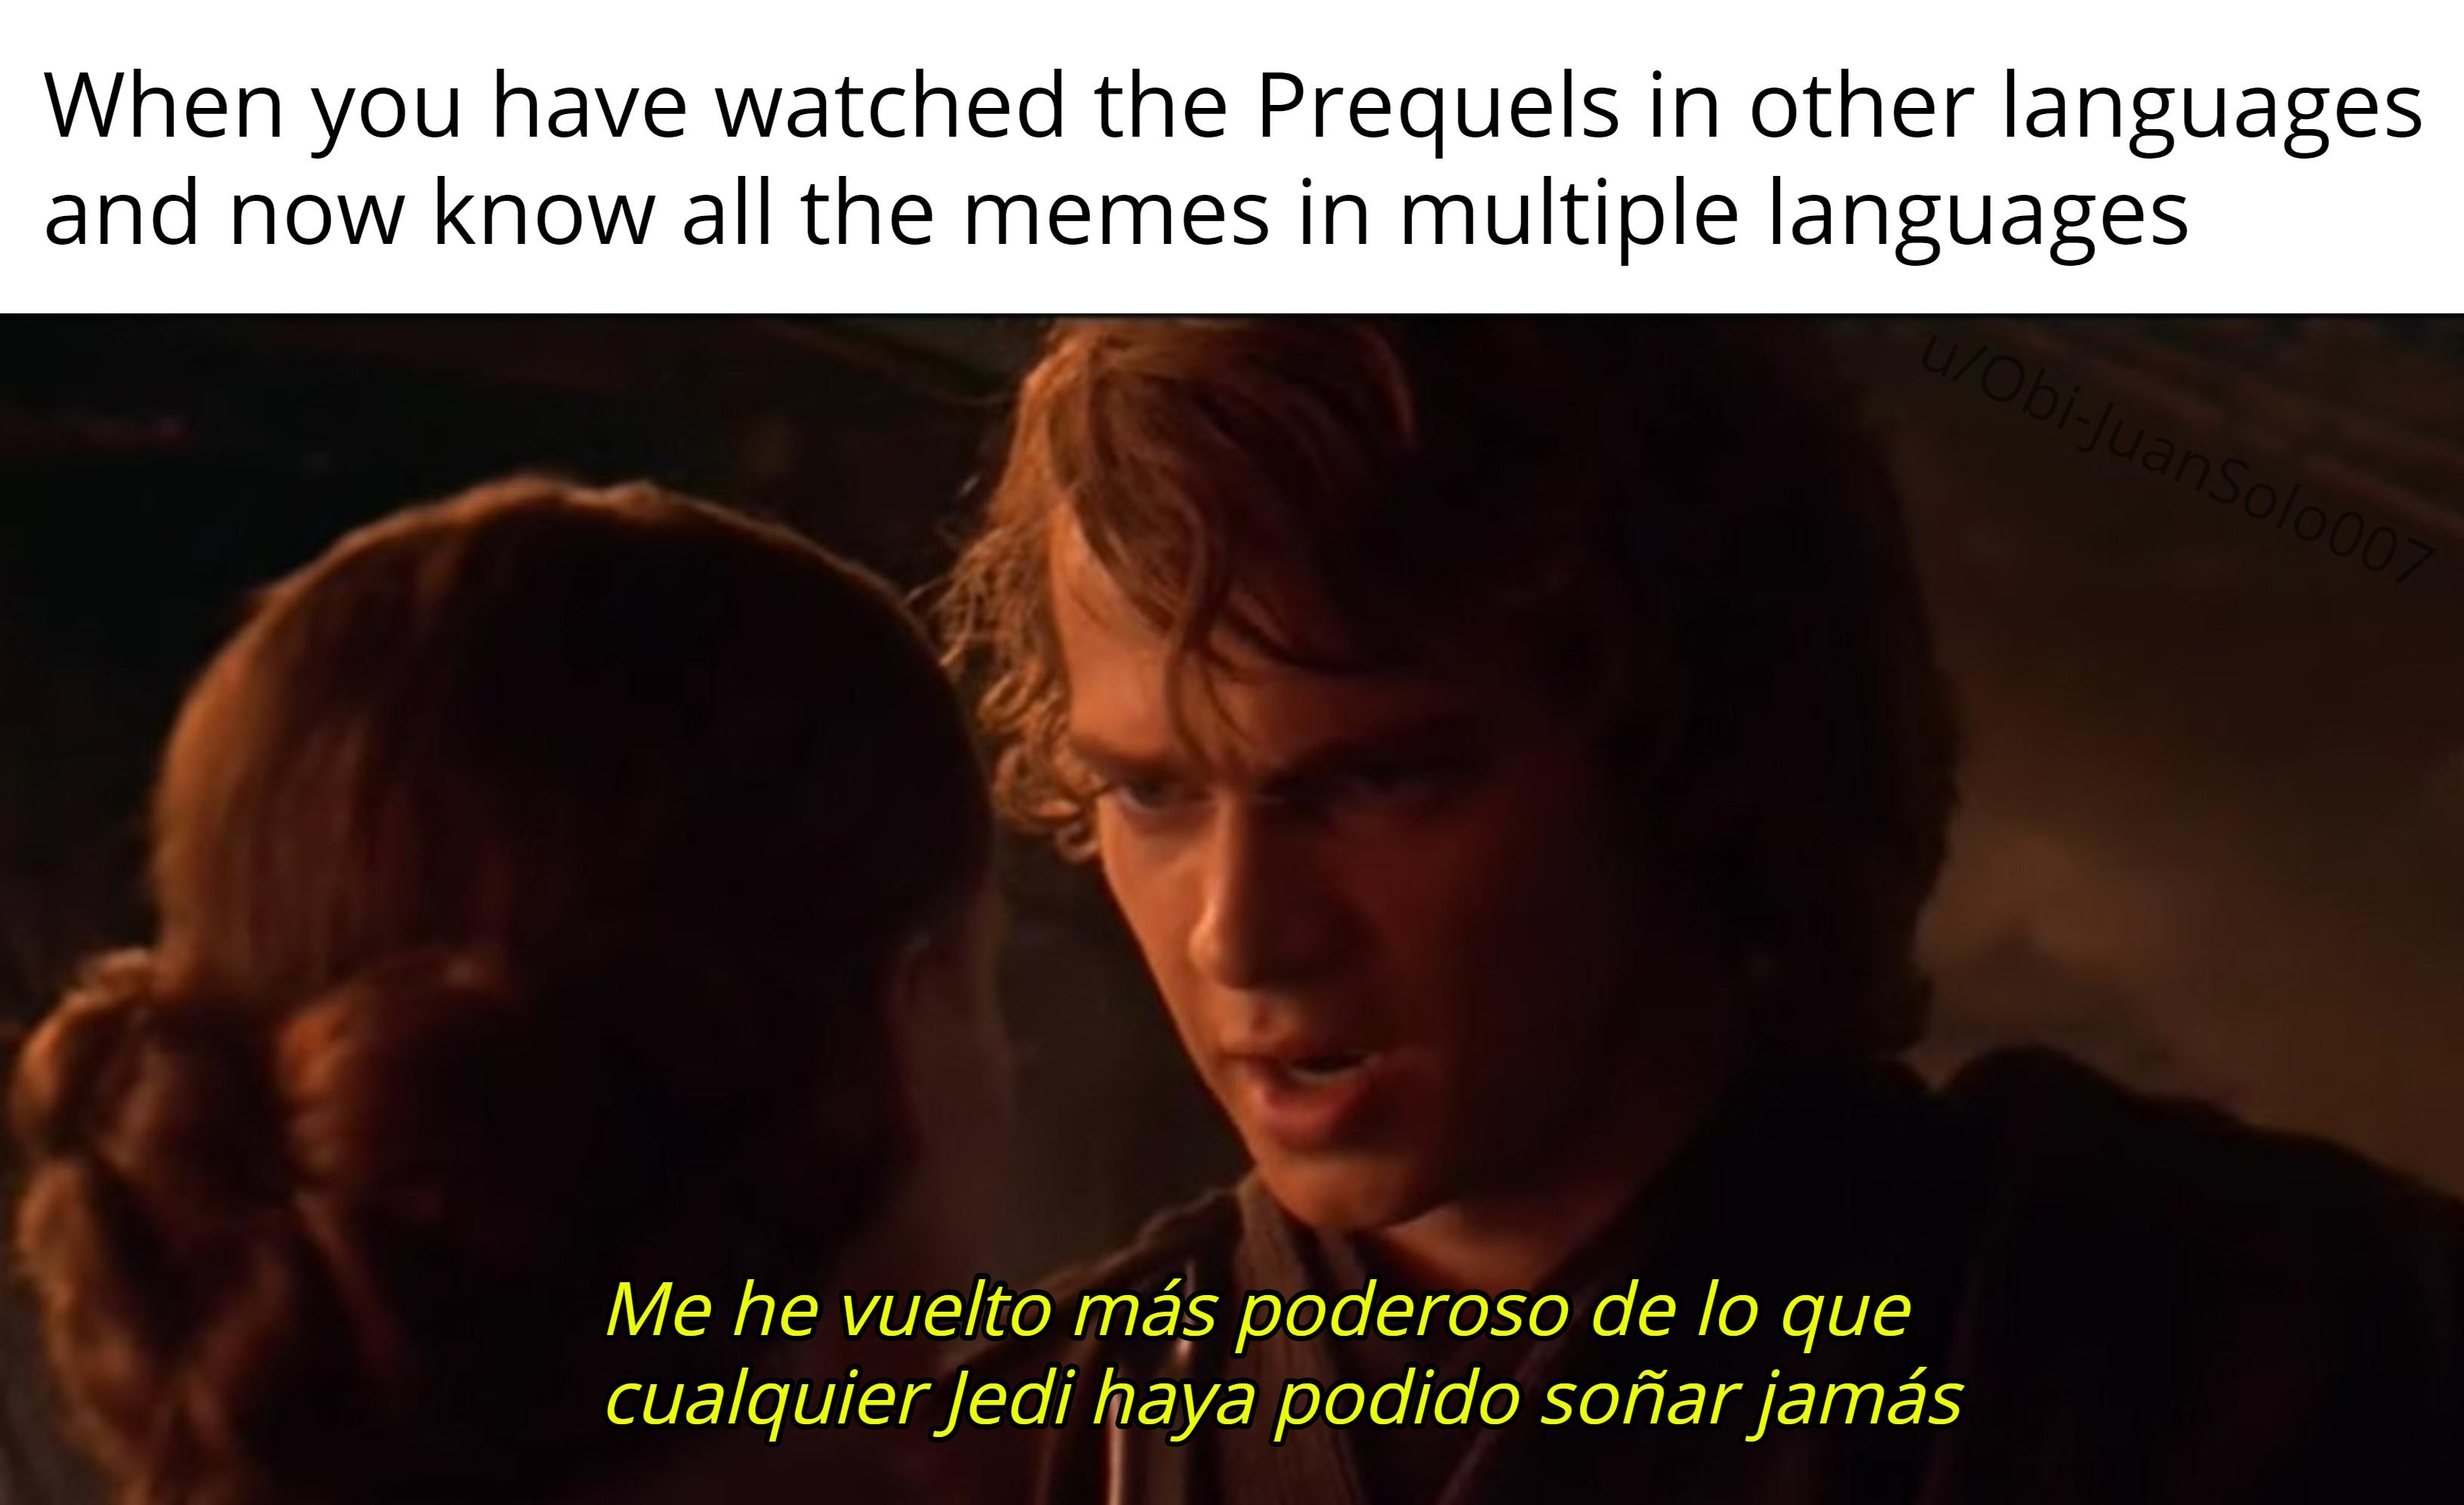 When you have watched the Prequels in other languages
and now know all the memes in multiple languages
u/Obi-JuanSolo007
Me he vuelto más poderoso de lo que
cualquier Jedi haya podido soñar jamás